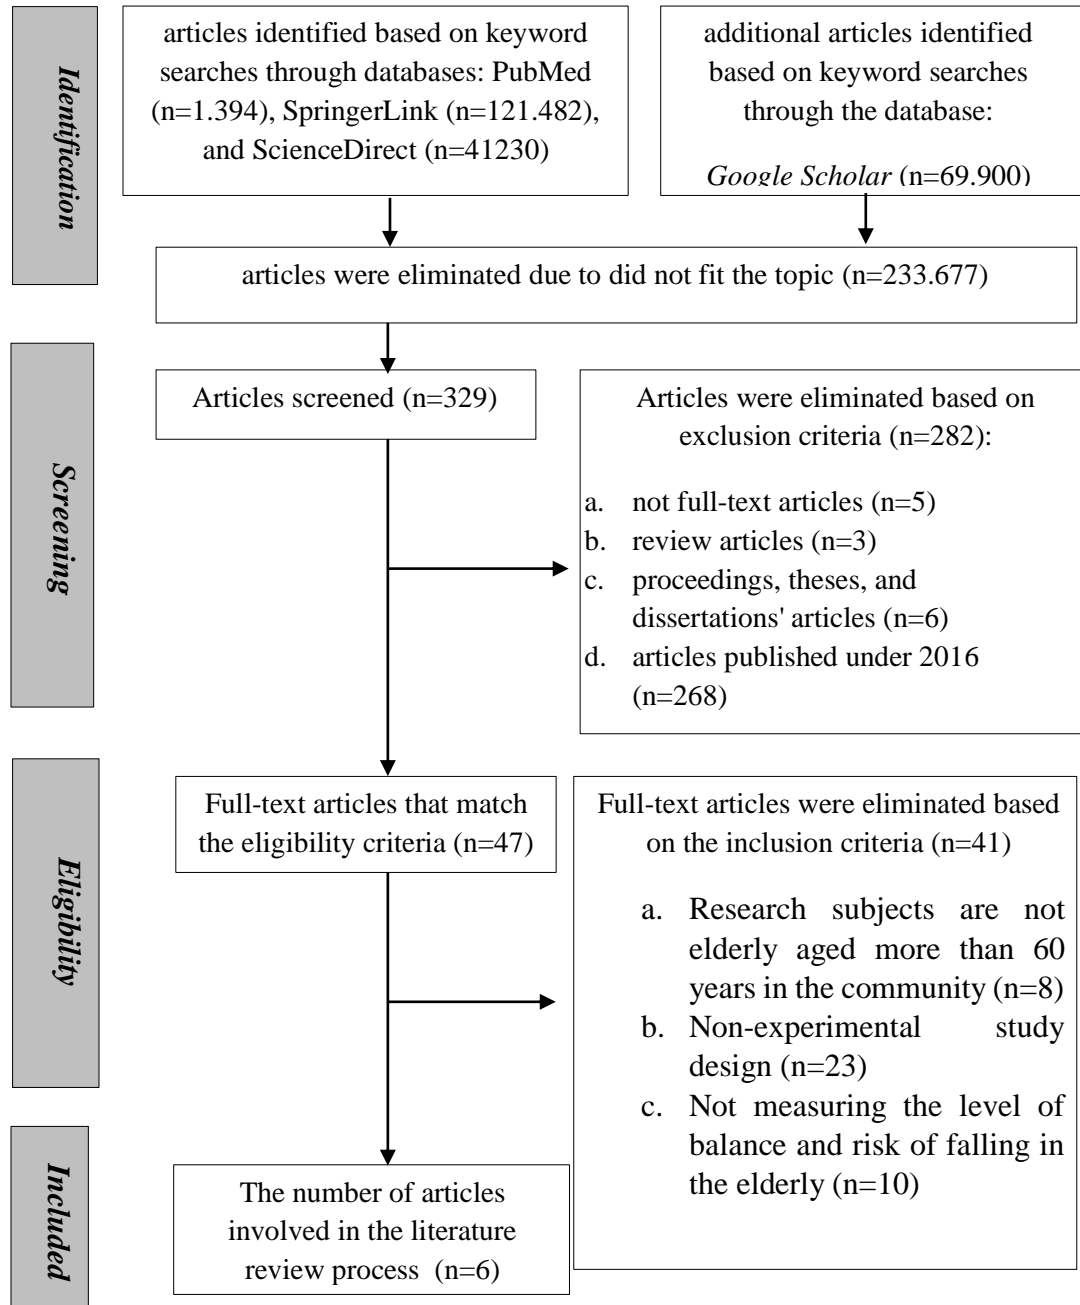 Identification
articles identified based on keyword
searches through databases: PubMed
(n=1.394), SpringerLink (n=121.482),
and ScienceDirect (n=41230)
additional articles identified
based on keyword searches
through the database:
Google Scholar (n=69.900)
articles were eliminated due to did not fit the topic (n=233.677)
Screening
Articles screened (n=329)
Articles were eliminated based on
exclusion criteria (n=282):
a. not full-text articles (n=5)
b. review articles (n=3)
c. proceedings, theses, and
dissertations' articles (n=6)
d. articles published under 2016
(n=268)
Eligibility
Full-text articles that match
the eligibility criteria (n=47)
Full-text articles were eliminated based
on the inclusion criteria (n=41)
a. Research subjects are not
elderly aged more than 60
years in the community (n=8)
b. Non-experimental study
design (n=23)
c. Not measuring the level of
balance and risk of falling in
the elderly (n=10)
Included
The number of articles
involved in the literature
review process (n=6)